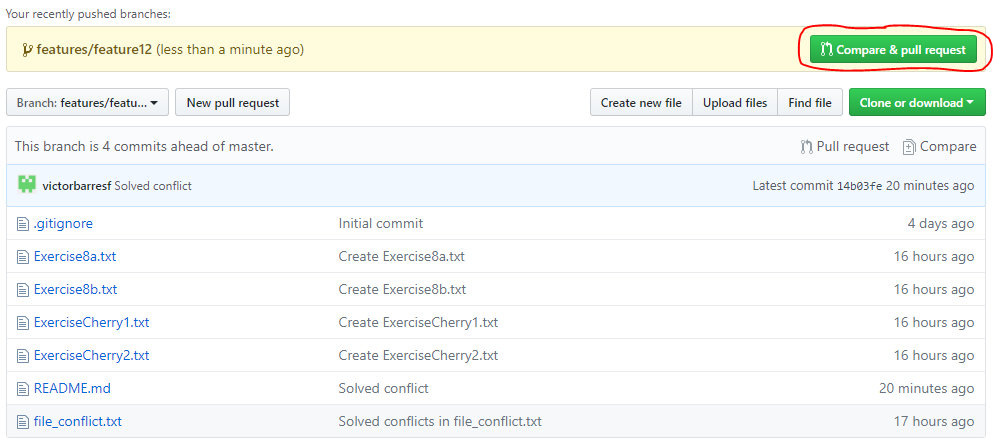 Your recently pushed branches:
features/feature12 (less than a minute ago) Compare & pull request
Branch: features/featu... New pull request Create new file Upload files Find file Clone or download
This branch is 4 commits ahead of master. Pull request Compare
victorbarresf Solved conflict Latest commit 14b03fe 20 minutes ago
.gitignore Initial commit 4 days ago
Exercise8a.txt Create Exercise8a.txt 16 hours ago
Exercise8b.txt Create Exercise8b.txt 16 hours ago
ExerciseCherry1.txt Create ExerciseCherry1.txt 16 hours ago
ExerciseCherry2.txt Create ExerciseCherry2.txt 16 hours ago
README.md Solved conflict 20 minutes ago
file_conflict.txt Solved conflicts in file_conflict.txt 17 hours ago